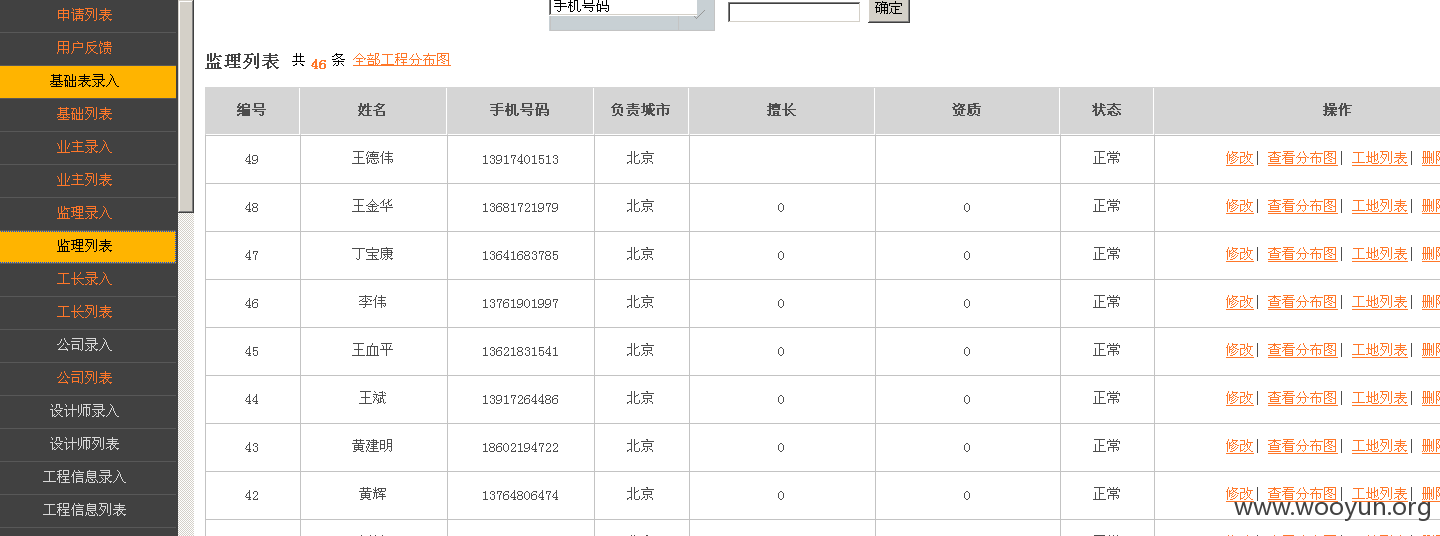 手机号码 确定
申请列表
用户反馈
基础表录入
基础列表
业主录入
业主列表
监理录入
监理列表
工长录入
工长列表
公司录入
公司列表
设计师录入
设计师列表
工程信息录入
工程信息列表
监理列表 共 46 条 全部工程分布图
编号 姓名 手机号码 负责城市 擅长 资质 状态 操作
49 王德伟 13917401513 北京 正常 修改| 查看分布图| 工地列表| 删
48 王金华 13681721979 北京 0 0 正常 修改| 查看分布图| 工地列表| 删
47 丁宝康 13641683785 北京 0 0 正常 修改| 查看分布图| 工地列表| 删
46 李伟 13761901997 北京 0 0 正常 修改| 查看分布图| 工地列表| 删
45 王血平 13621831541 北京 0 0 正常 修改| 查看分布图| 工地列表| 删
44 王斌 13917264486 北京 0 0 正常 修改| 查看分布图| 工地列表| 删
43 黄建明 18602194722 北京 0 0 正常 修改| 查看分布图| 工地列表| 删
42 黄辉 13764806474 北京 0 0 正常 修改| 查看分布图| 工地列表| 删
www.wooyun.org